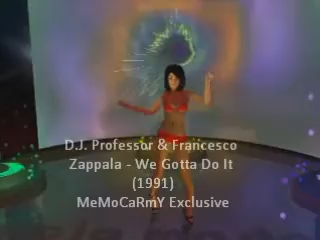 D.J. Professor & Francesco
Zappala - We Gotta Do It
(1991)
MeMoCaRmY Exclusive